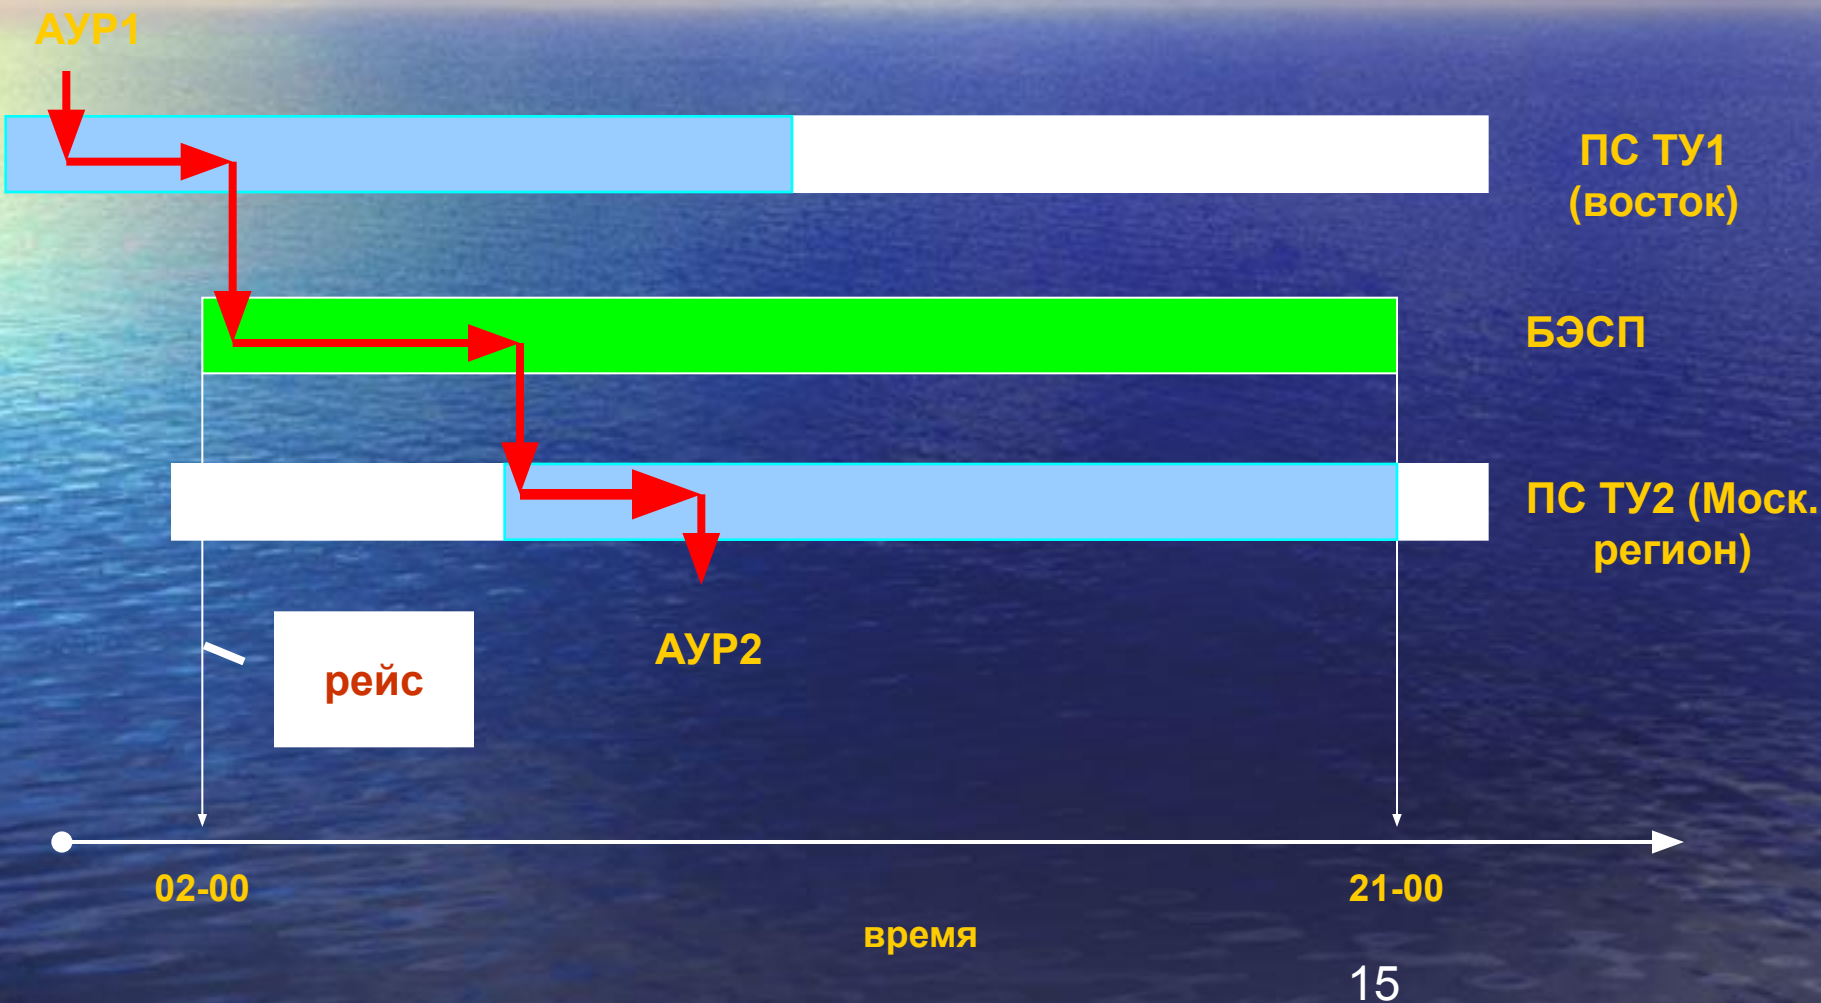 АУР1
ПС ТУ1
(восток)
БЭСП
ПС ТУ2 (Моск.
регион)
рейс
АУР2
02-00
21-00
время
15